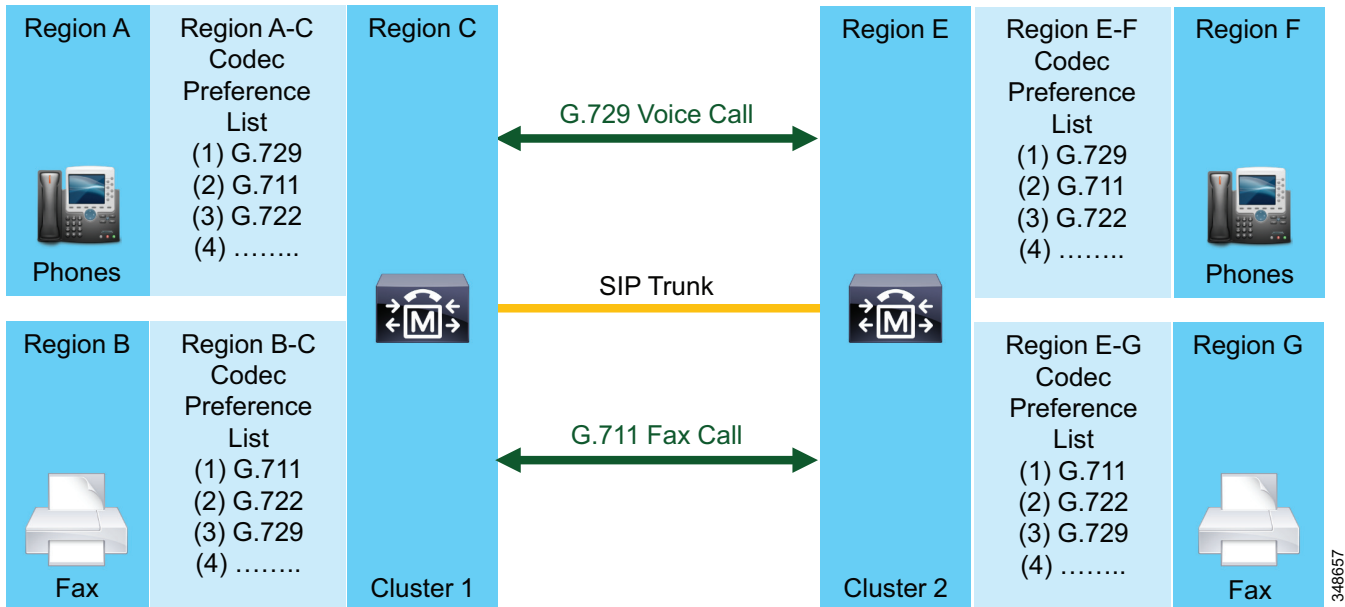 Region A
Region A-C
Codec
Preference
List
(1) G.729
(2) G.711
(3) G.722
(4) ……..
Phones
Region B
Region B-C
Codec
Preference
List
(1) G.711
(2) G.722
(3) G.729
(4) ……..
Fax
Region C
M
Cluster 1
G.729 Voice Call
SIP Trunk
G.711 Fax Call
Region E
M
Cluster 2
Region E-F
Codec
Preference
List
(1) G.729
(2) G.711
(3) G.722
(4) ……..
Region F
Phones
Region E-G
Codec
Preference
List
(1) G.711
(2) G.722
(3) G.729
(4) ……..
Region G
Fax
348657